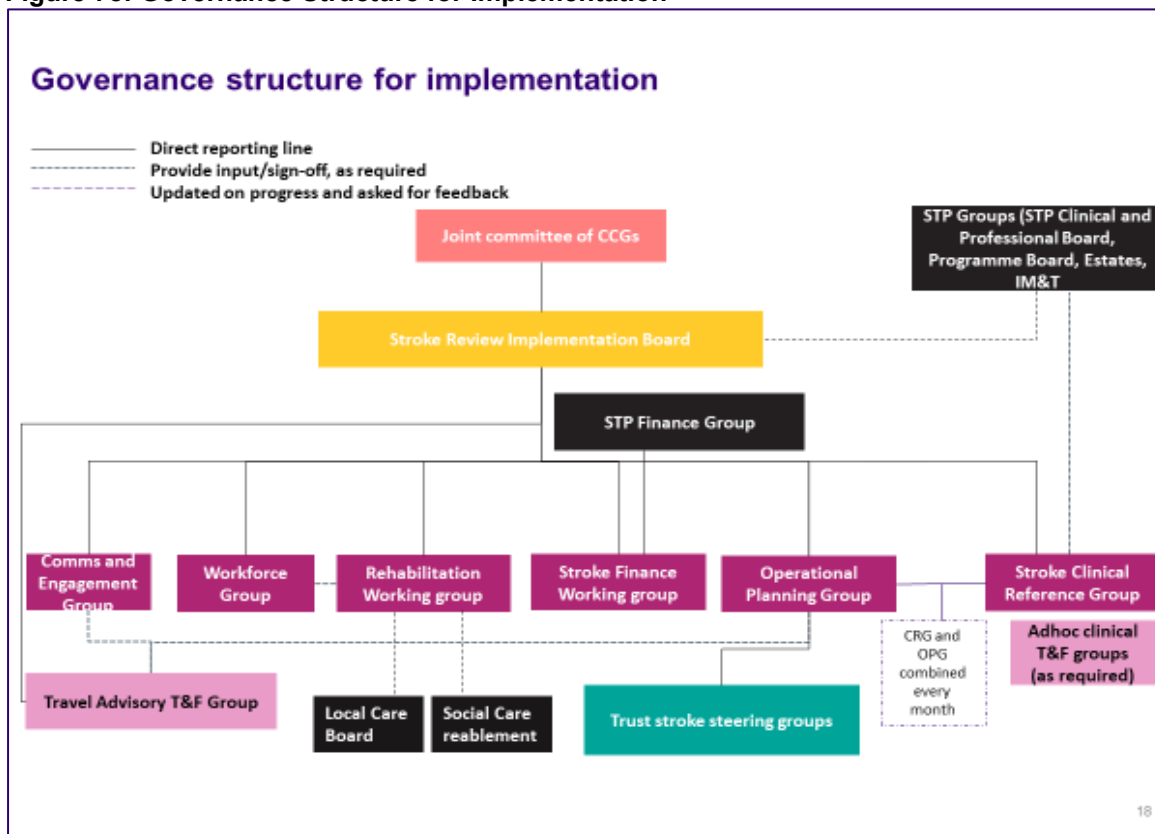 Governance structure for implementation
Direct reporting line
Provide input/sign-off, as required
Updated on progress and asked for feedback
Joint committee of CCGs
STP Groups (STP Clinical and
Professional Board,
Programme Board, Estates,
IM&T
Stroke Review Implementation Board
STP Finance Group
Comms and
Engagement
Group
Workforce
Group
Rehabilitation
Working group
Stroke Finance
Working group
Operational
Planning Group
Stroke Clinical
Reference Group
CRG and
OPG
combined
every
month
Adhoc clinical
T&F groups
(as required)
Travel Advisory T&F Group
Local Care
Board
Social Care
reablement
Trust stroke steering groups
18